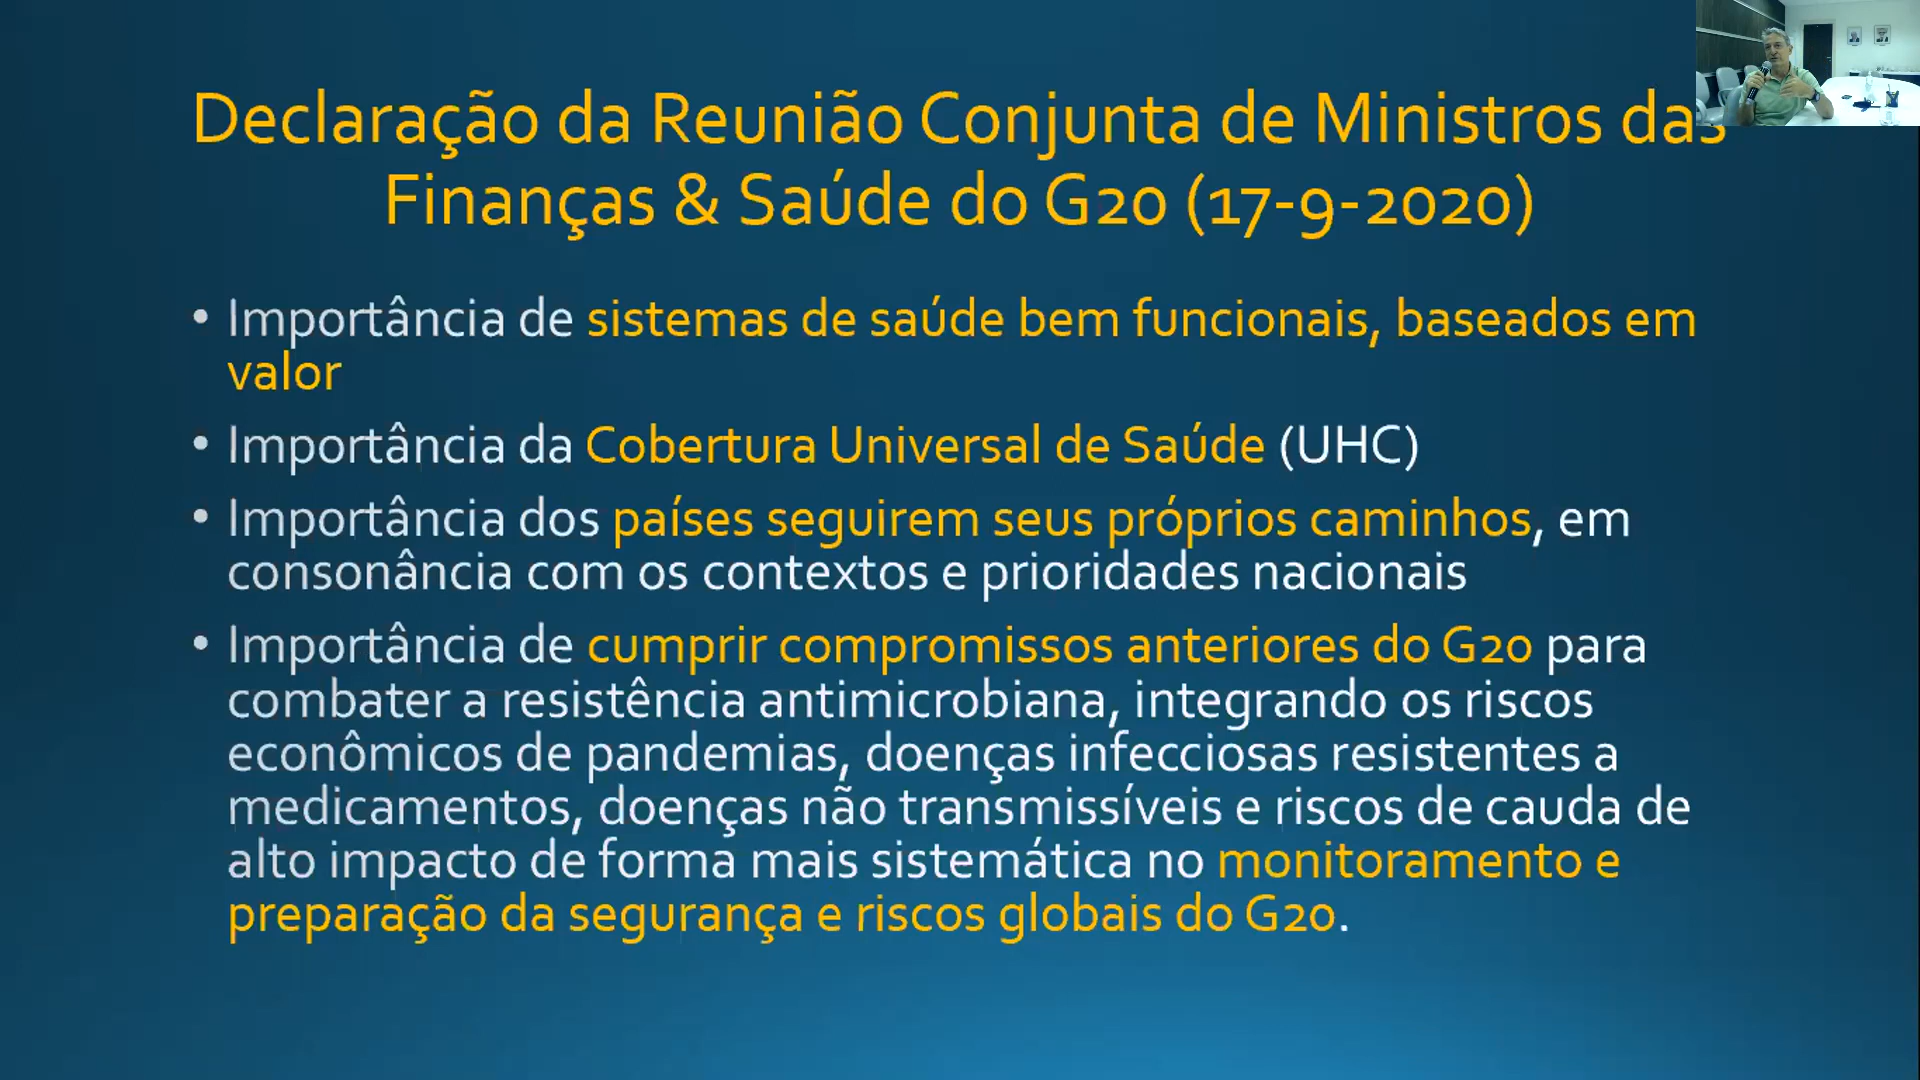 Declaração da Reunião Conjunta de Ministros das
Finanças & Saúde do G20 (17-9-2020)
• Importância de sistemas de saúde bem funcionais, baseados em
valor
• Importância da Cobertura Universal de Saúde (UHC)
• Importância dos países seguirem seus próprios caminhos, em
consonância com os contextos e prioridades nacionais
• Importância de cumprir compromissos anteriores do G20 para
combater a resistência antimicrobiana, integrando os riscos
econômicos de pandemias, doenças infecciosas resistentes a
medicamentos, doenças não transmissíveis e riscos de cauda de
alto impacto de forma mais sistemática no monitoramento e
preparação da segurança e riscos globais do G20.